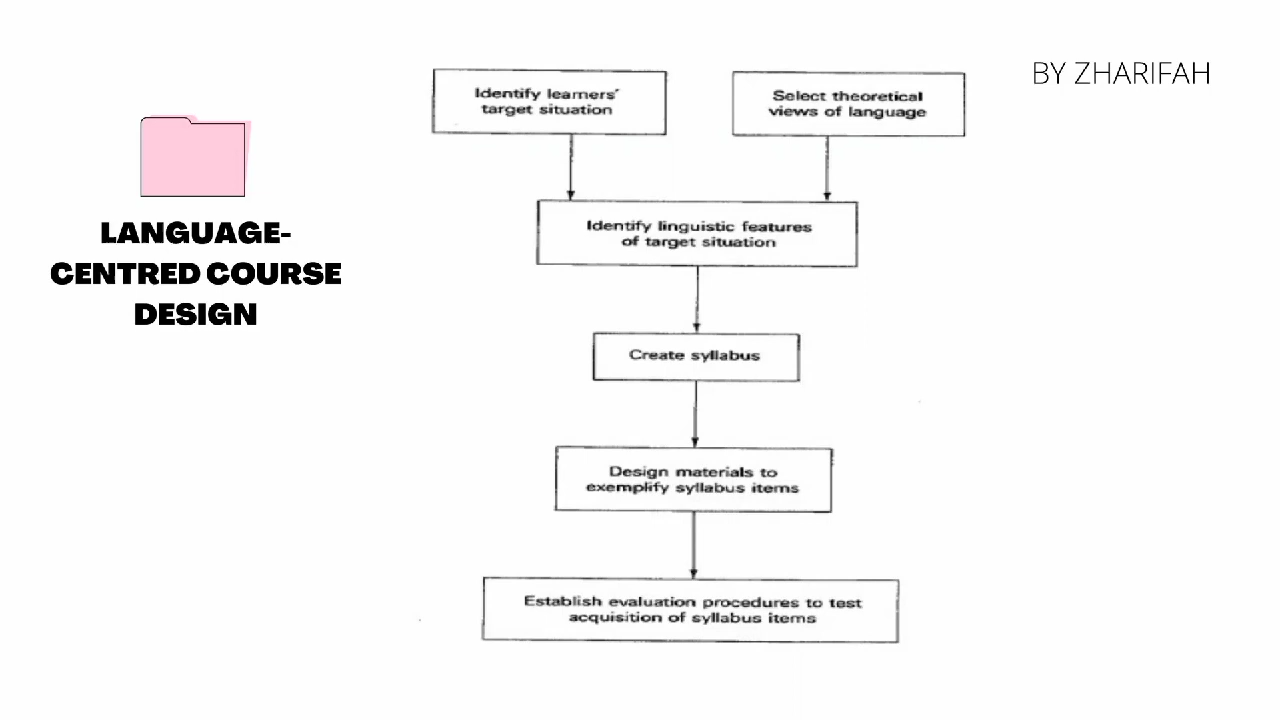 BY ZHARIFAH
LANGUAGE-
CENTRED COURSE
DESIGN
Identify learners'
target situation
Select theoretical
views of language
Identify linguistic features
of target situation
Create syllabus
Design materials to
exemplify syllabus items
Establish evaluation procedures to test
acquisition of syllabus items